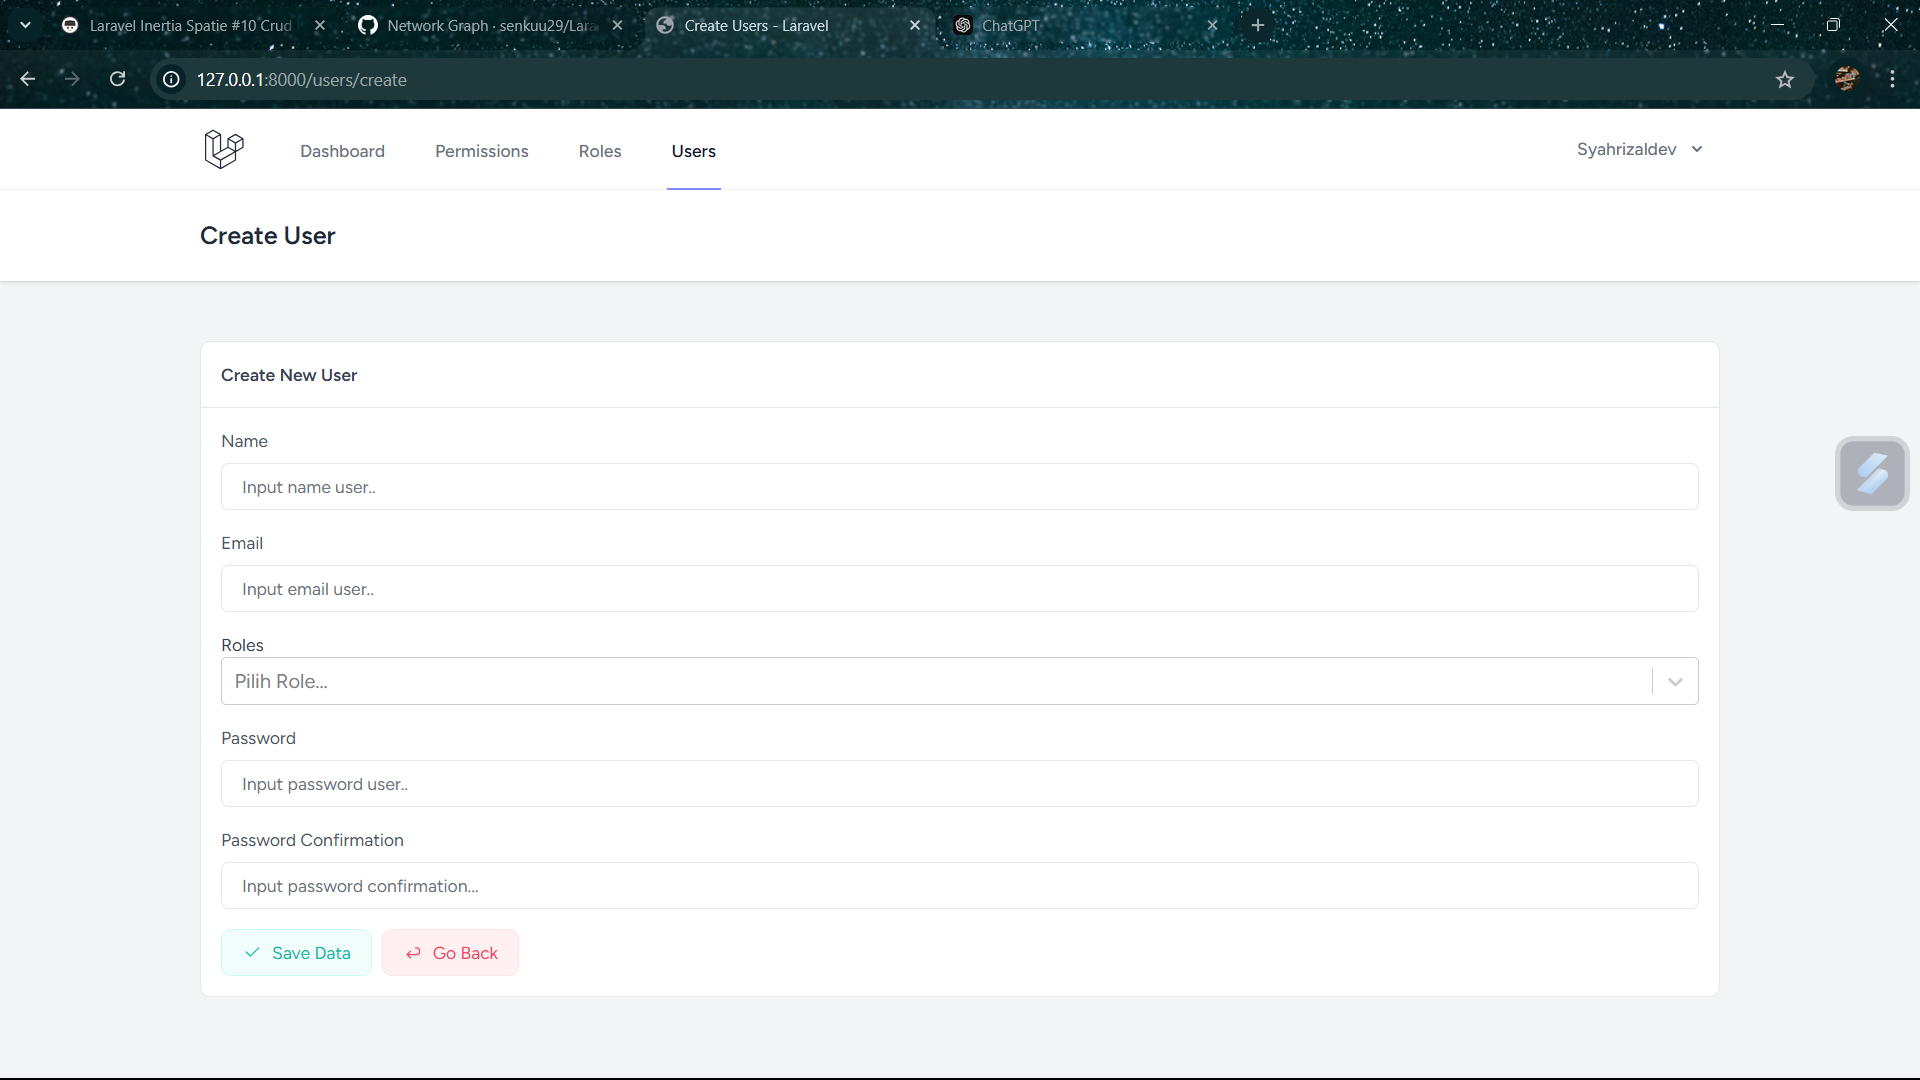 Laravel Inertia Spatie #10 Crud
Network Graph · senkuu29/Lara
Create Users - Laravel
ChatGPT
127.0.0.1:8000/users/create
Dashboard
Permissions
Roles
Users
Syahrizaldev
Create User
Create New User
Name
Input name user..
Email
Input email user..
Roles
Pilih Role...
Password
Input password user..
Password Confirmation
Input password confirmation...
Save Data
Go Back